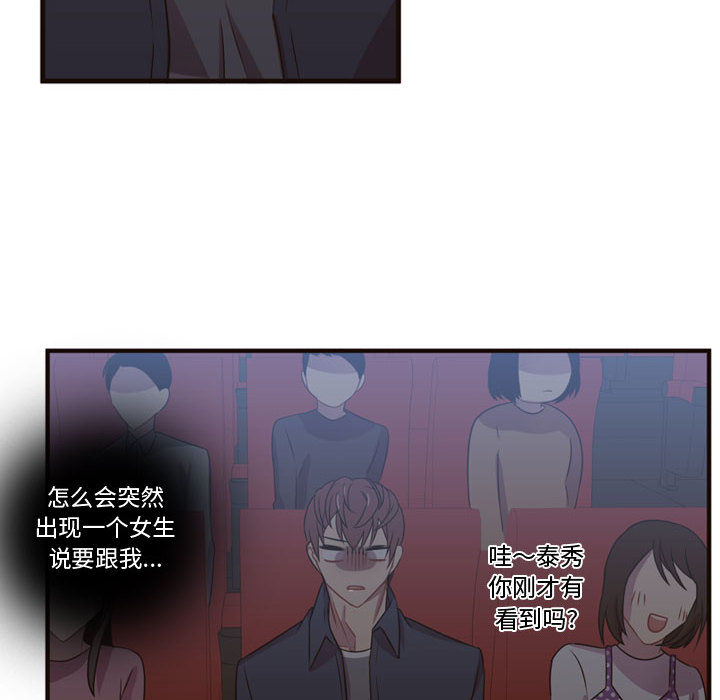 怎么会突然
出现一个女生
说要跟我…
哇～泰秀
你刚才有
看到吗?